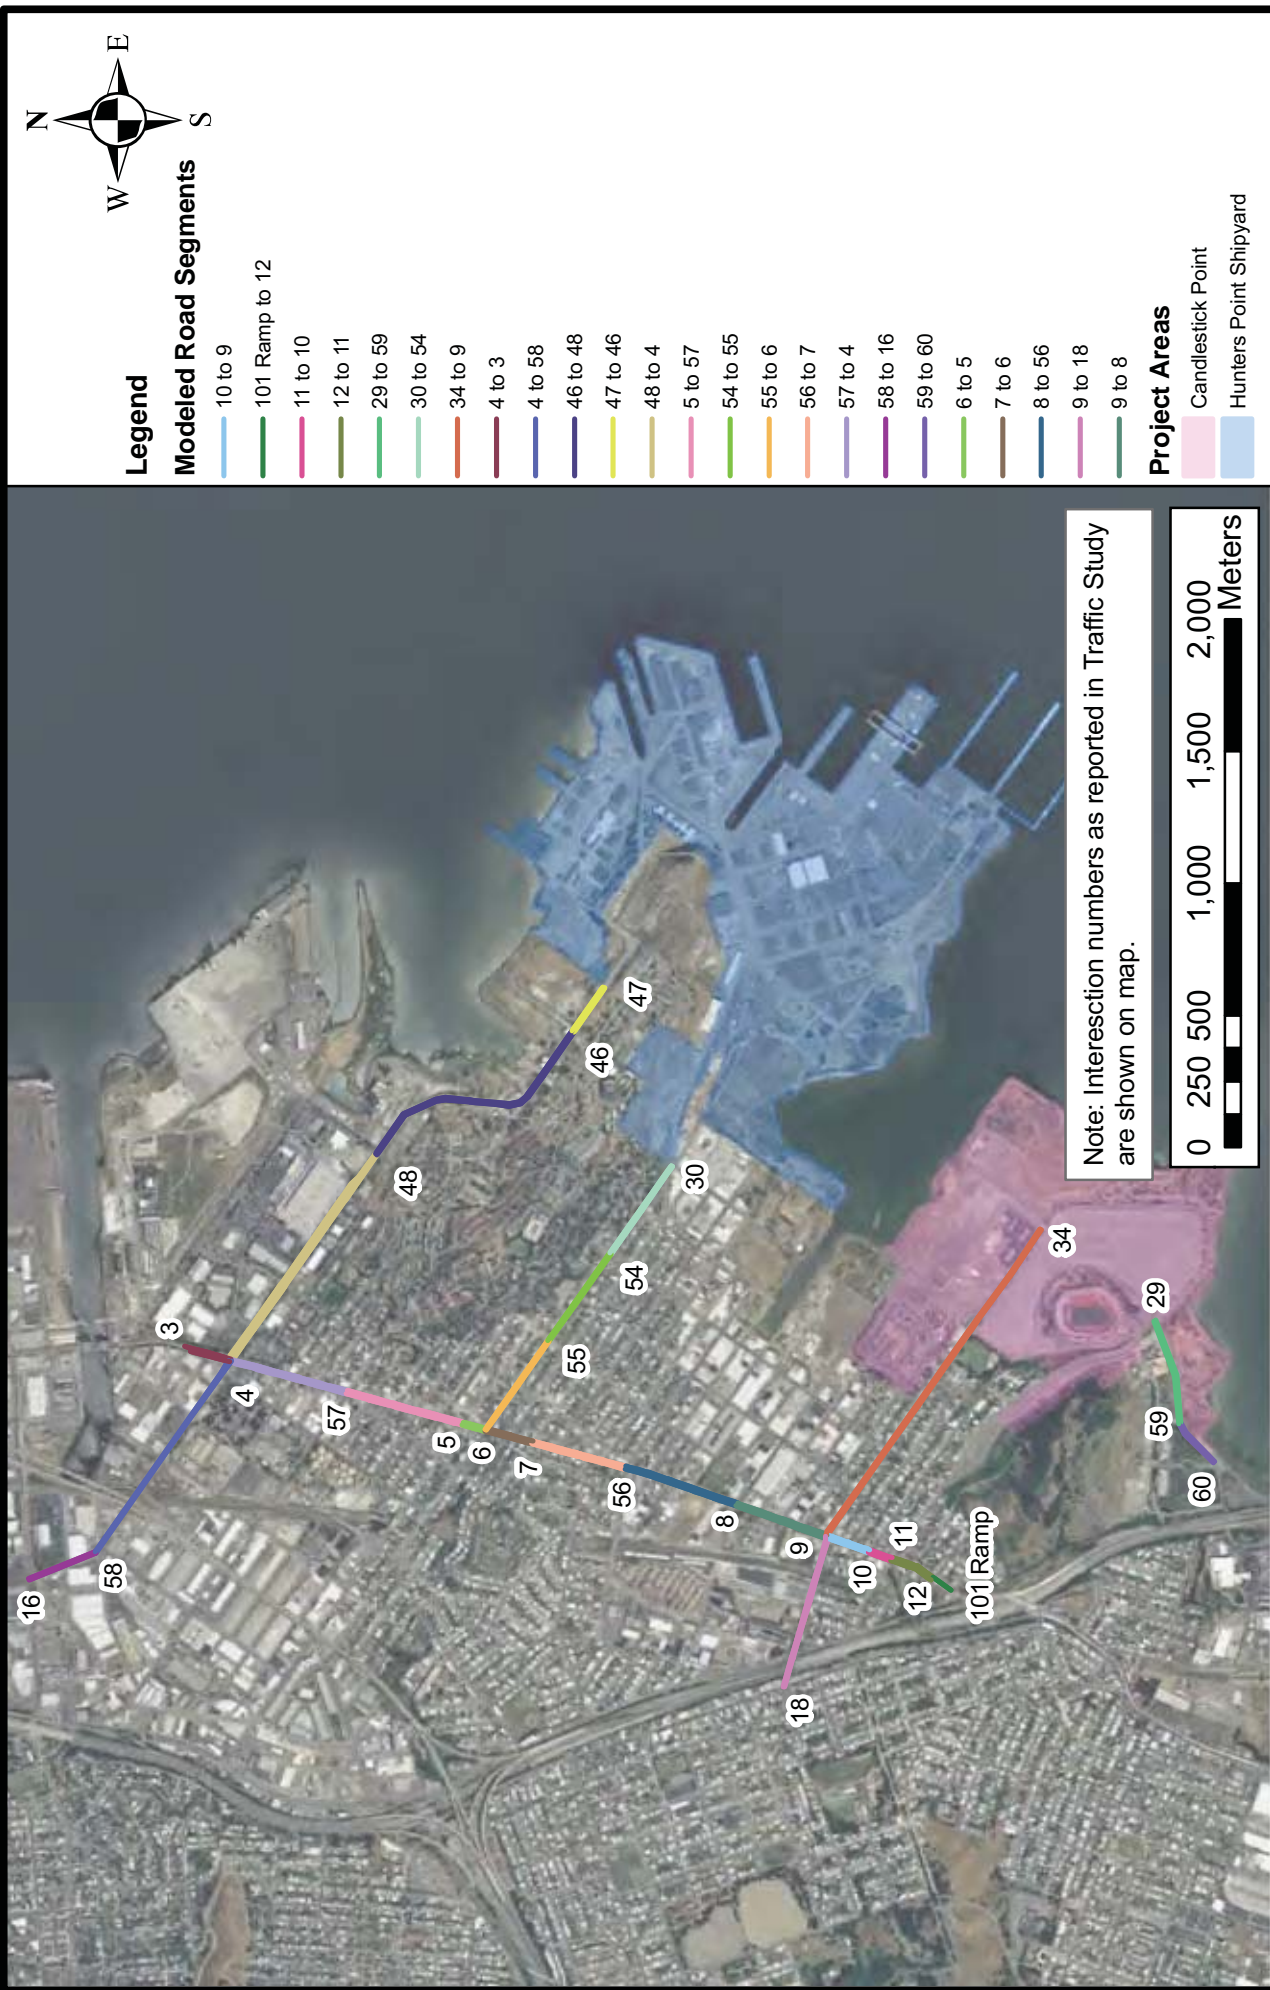 N
W
E
S
Legend
Modeled Road Segments
10 to 9
101 Ramp to 12
11 to 10
12 to 11
29 to 59
30 to 54
34 to 9
4 to 3
4 to 58
46 to 48
47 to 46
48 to 4
5 to 57
54 to 55
55 to 6
56 to 7
57 to 4
58 to 16
59 to 60
6 to 5
7 to 6
8 to 56
9 to 18
9 to 8
Project Areas
Candlestick Point
Hunters Point Shipyard
16
58
3
4
57
5
6
7
56
8
9
10
11
12
101 Ramp
18
48
46
47
55
54
30
34
29
59
60
Note: Interesction numbers as reported in Traffic Study
are shown on map.
0 250 500 1,000 1,500 2,000
Meters